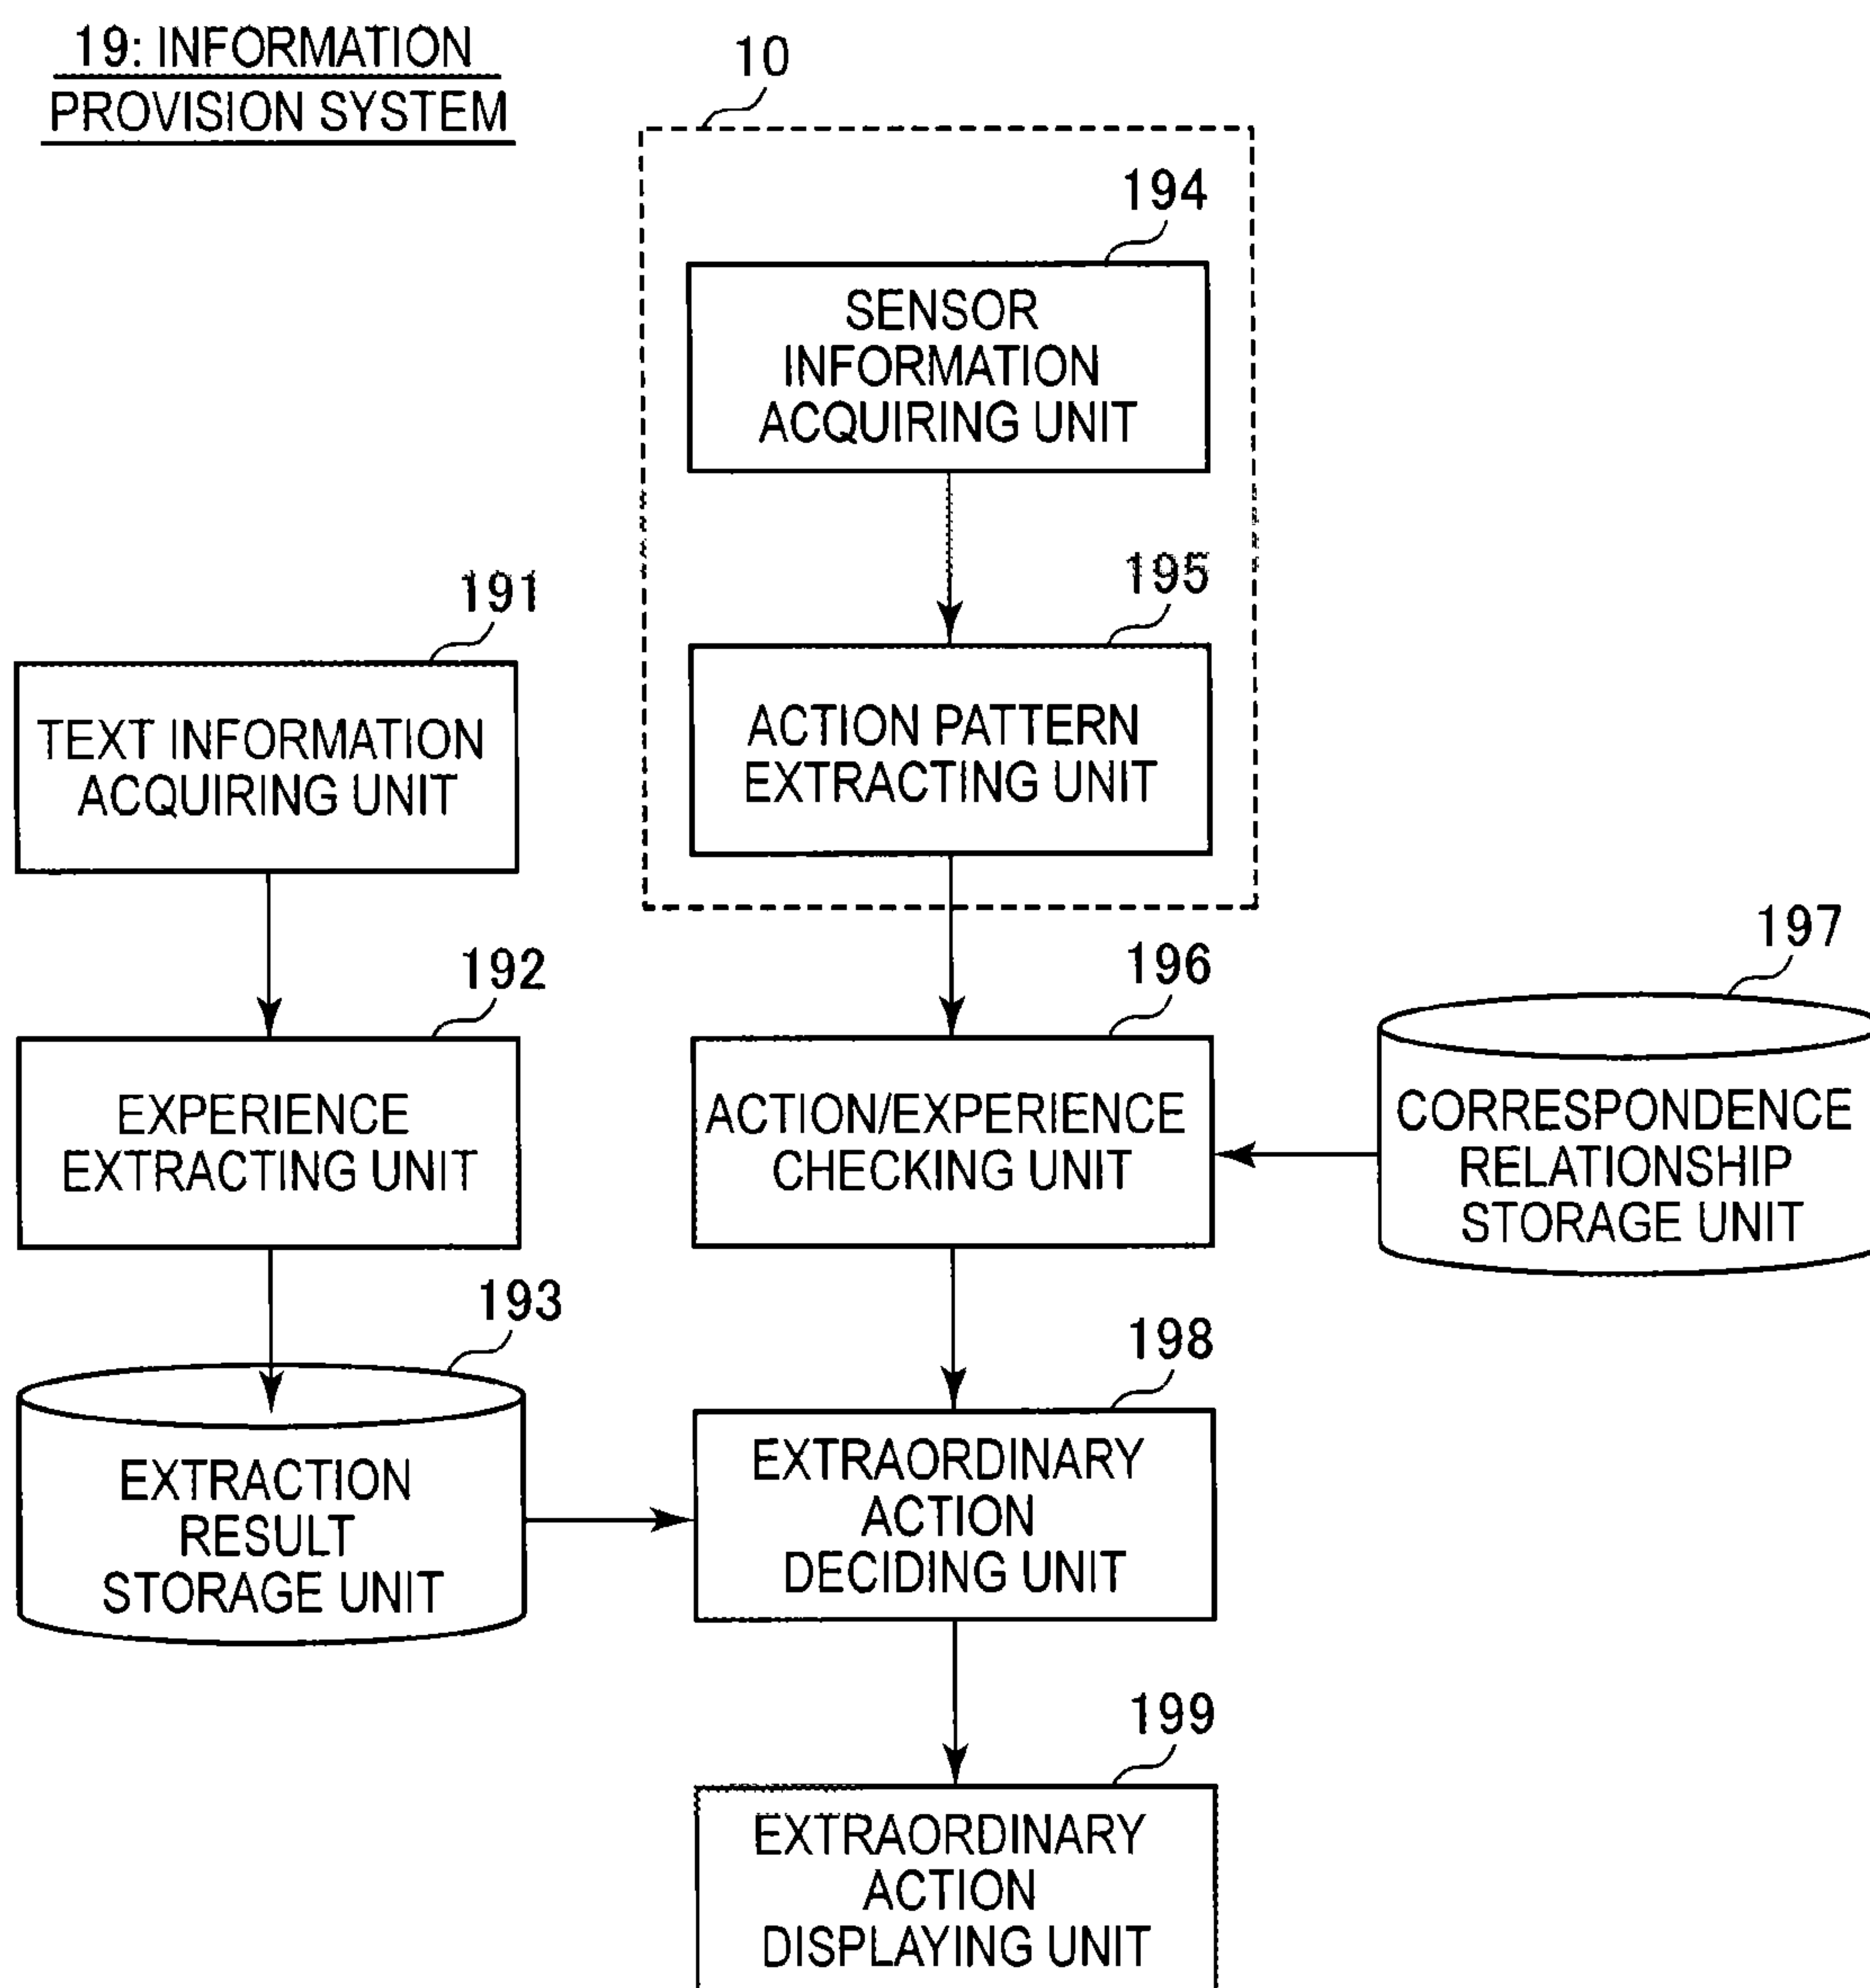 19: INFORMATION
PROVISION SYSTEM
10
194
SENSOR
INFORMATION
ACQUIRING UNIT
195
ACTION PATTERN
EXTRACTING UNIT
191
TEXT INFORMATION
ACQUIRING UNIT
192
EXPERIENCE
EXTRACTING UNIT
196
ACTION/EXPERIENCE
CHECKING UNIT
197
CORRESPONDENCE
RELATIONSHIP
STORAGE UNIT
193
EXTRACTION
RESULT
STORAGE UNIT
198
EXTRAORDINARY
ACTION
DECIDING UNIT
199
EXTRAORDINARY
ACTION
DISPLAYING UNIT